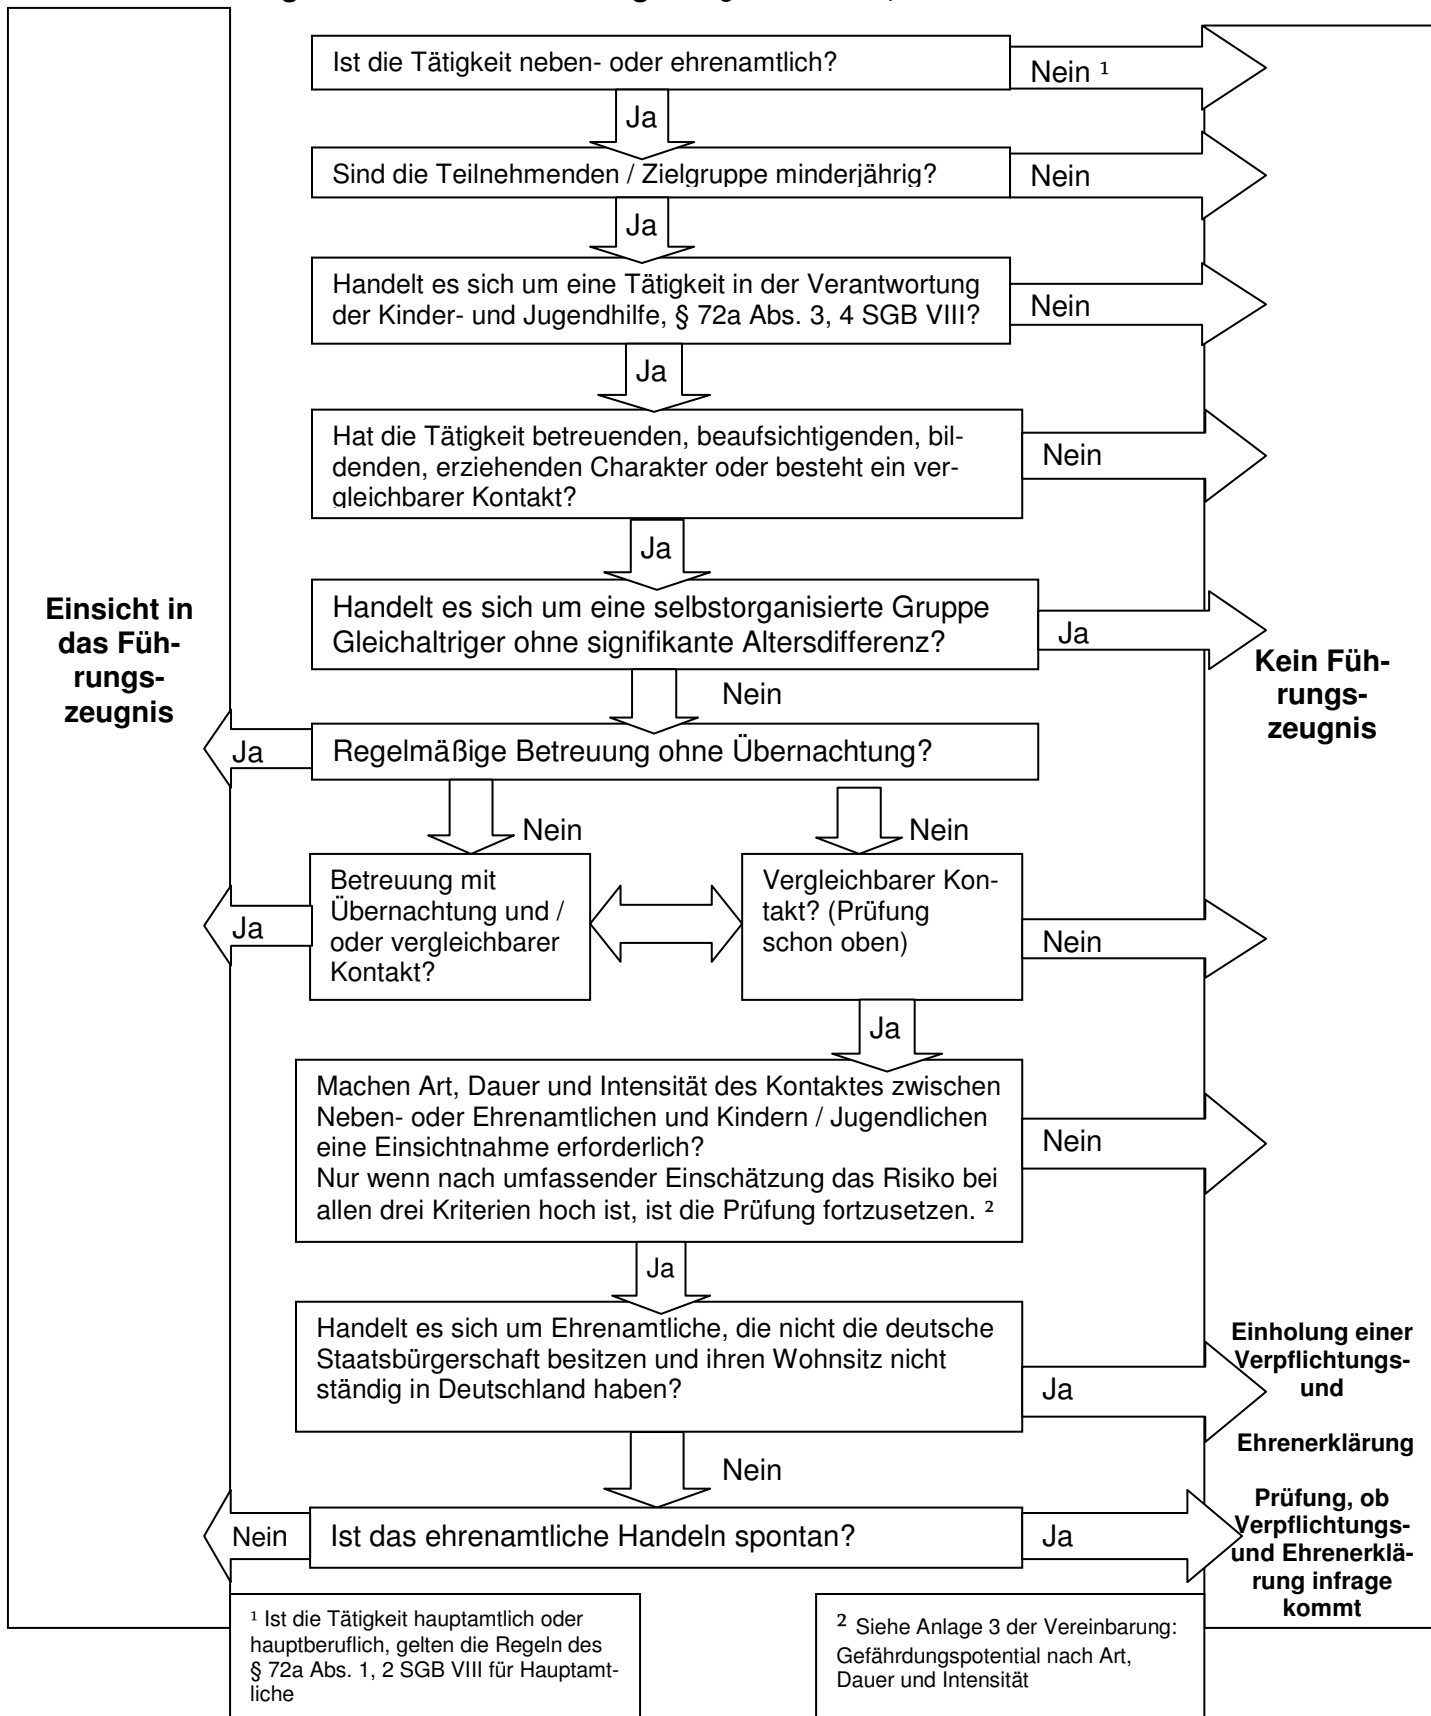 Ist die Tätigkeit neben- oder ehrenamtlich?
Nein ¹
Ja
Sind die Teilnehmenden / Zielgruppe minderjährig?
Nein
Ja
Handelt es sich um eine Tätigkeit in der Verantwortung
der Kinder- und Jugendhilfe, § 72a Abs. 3, 4 SGB VIII?
Nein
Ja
Hat die Tätigkeit betreuenden, beaufsichtigenden, bil-
denden, erziehenden Charakter oder besteht ein ver-
gleichbarer Kontakt?
Nein
Ja
Handelt es sich um eine selbstorganisierte Gruppe
Gleichaltriger ohne signifikante Altersdifferenz?
Ja
Einsicht in
das Füh-
rungs-
zeugnis
Kein Füh-
rungs-
zeugnis
Nein
Ja
Regelmäßige Betreuung ohne Übernachtung?
Nein
Nein
Ja
Betreuung mit
Übernachtung und /
oder vergleichbarer
Kontakt?
Vergleichbarer Kon-
takt? (Prüfung
schon oben)
Nein
Ja
Machen Art, Dauer und Intensität des Kontaktes zwischen
Neben- oder Ehrenamtlichen und Kindern / Jugendlichen
eine Einsichtnahme erforderlich?
Nur wenn nach umfassender Einschätzung das Risiko bei
allen drei Kriterien hoch ist, ist die Prüfung fortzusetzen. ²
Nein
Ja
Handelt es sich um Ehrenamtliche, die nicht die deutsche
Staatsbürgerschaft besitzen und ihren Wohnsitz nicht
ständig in Deutschland haben?
Ja
Einholung einer
Verpflichtungs-
und
Ehrenerklärung
Nein
Nein
Ist das ehrenamtliche Handeln spontan?
Ja
Prüfung, ob
Verpflichtungs-
und Ehrenerklä-
rung infrage
kommt
¹ Ist die Tätigkeit hauptamtlich oder
hauptberuflich, gelten die Regeln des
§ 72a Abs. 1, 2 SGB VIII für Hauptamt-
liche
² Siehe Anlage 3 der Vereinbarung:
Gefährdungspotential nach Art,
Dauer und Intensität